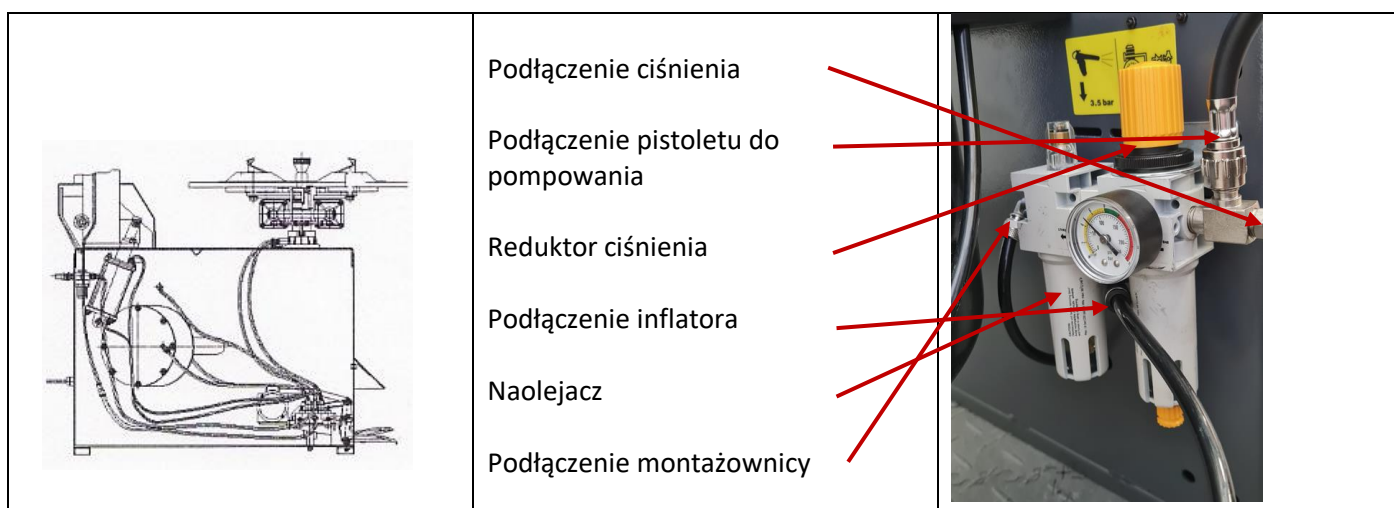 Podłączenie ciśnienia
Podłączenie pistoletu do
pompowania
Reduktor ciśnienia
Podłączenie inflatora
Naolejacz
Podłączenie montażownicy
3.5 bar